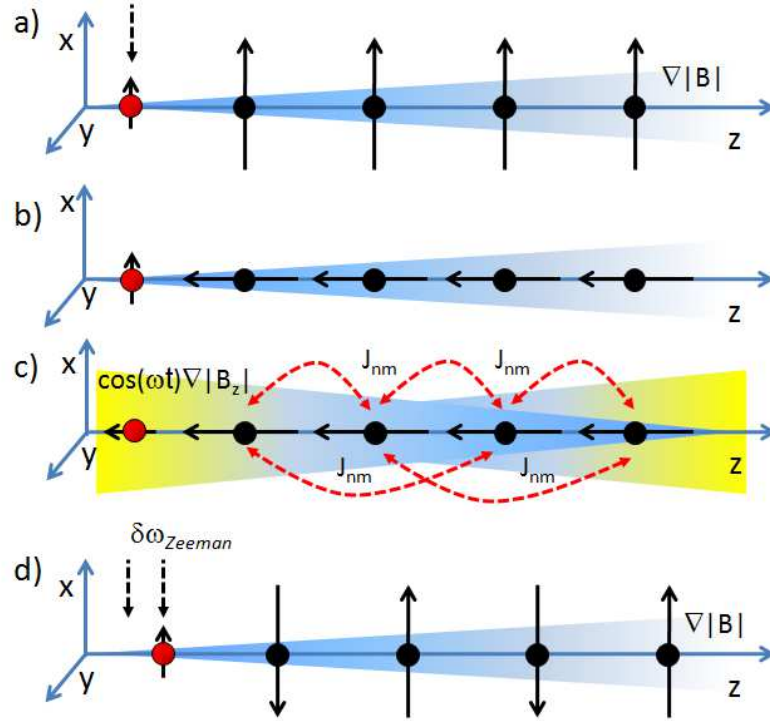 a)
x
y
∇|B|
z
b)
x
y
z
c)
x
cos(ωt)∇|B_z|
J_nm
J_nm
y
J_nm
J_nm
z
δω_Zeeman
d)
x
∇|B|
y
z